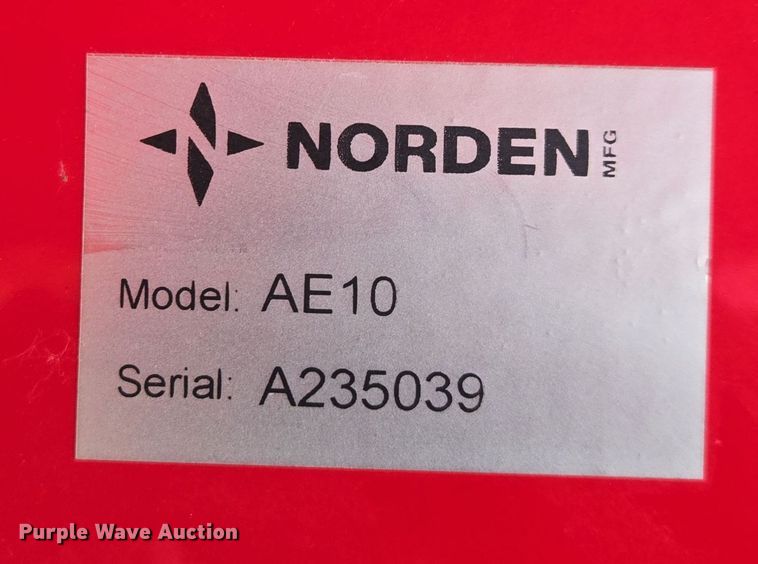 NORDEN MFG
Model: AE10
Serial: A235039
Purple Wave Auction